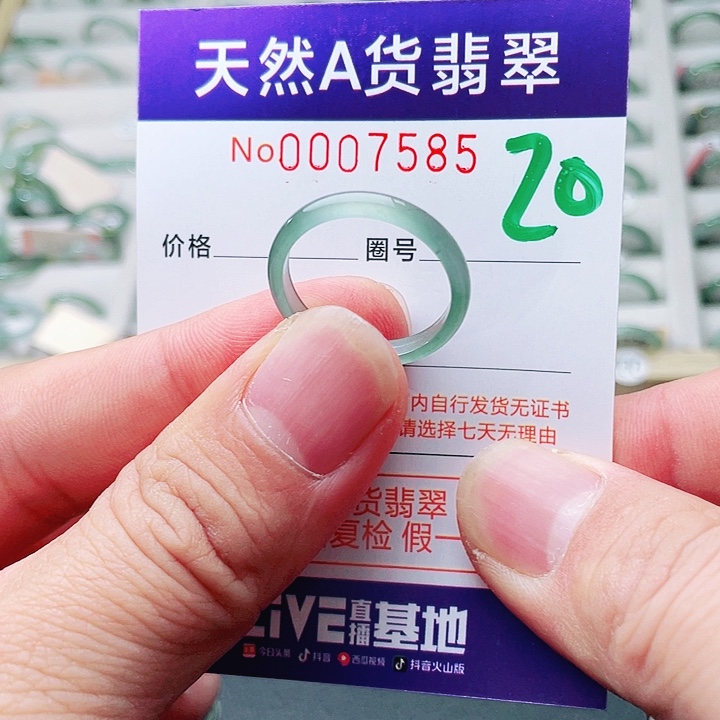 天然A货翡翠
No0007585
20
价格 圈号
内自行发货无证书
请选择七天无理由
货翡翠
复检 假一
LIVE直播基地
今日头条 抖音 西瓜视频 抖音火山版